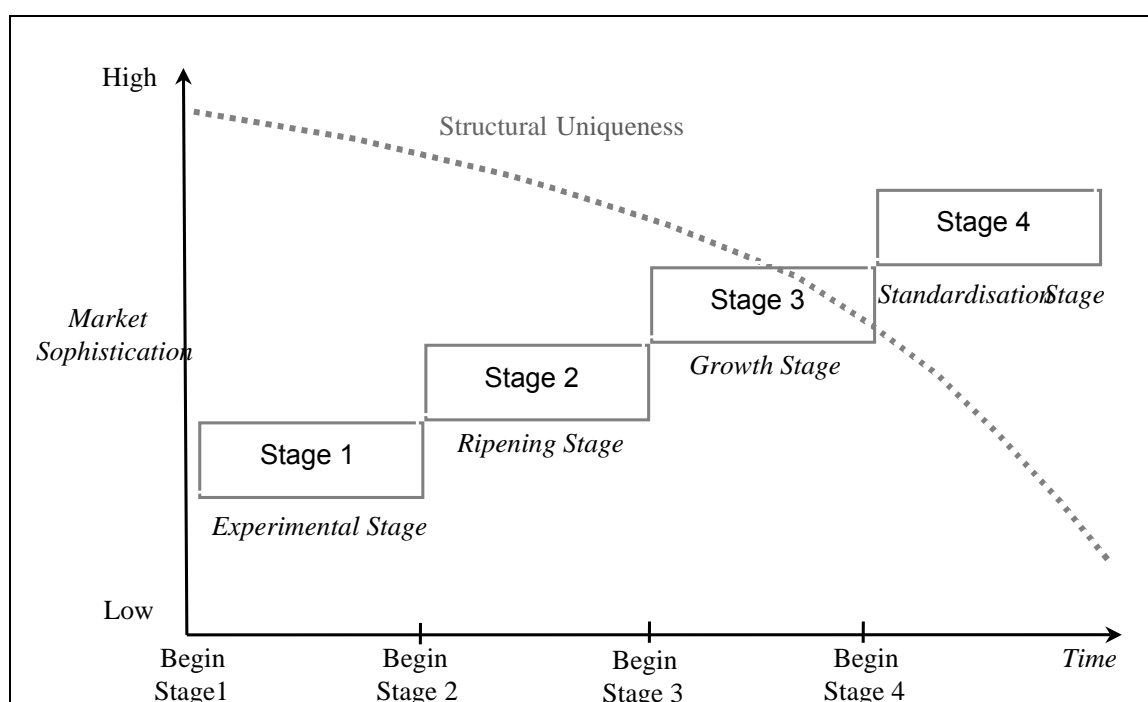 High
Structural Uniqueness
Stage 4
Standardisation Stage
Stage 3
Growth Stage
Market
Sophistication
Stage 2
Ripening Stage
Stage 1
Experimental Stage
Low
Begin
Stage1
Begin
Stage 2
Begin
Stage 3
Begin
Stage 4
Time